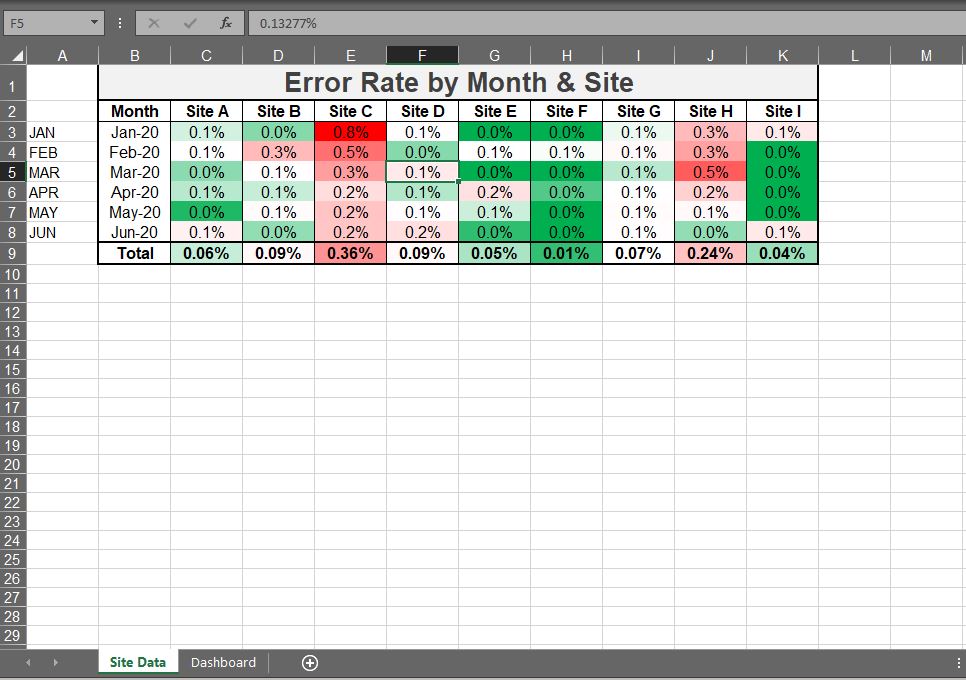 F5 fx 0.13277%
A B C D E F G H I J K L M
1 Error Rate by Month & Site
2 Month Site A Site B Site C Site D Site E Site F Site G Site H Site I
3 JAN Jan-20 0.1% 0.0% 0.8% 0.1% 0.0% 0.0% 0.1% 0.3% 0.1%
4 FEB Feb-20 0.1% 0.3% 0.5% 0.0% 0.1% 0.1% 0.1% 0.3% 0.0%
5 MAR Mar-20 0.0% 0.1% 0.3% 0.1% 0.0% 0.0% 0.1% 0.5% 0.0%
6 APR Apr-20 0.1% 0.1% 0.2% 0.1% 0.2% 0.0% 0.1% 0.2% 0.0%
7 MAY May-20 0.0% 0.1% 0.2% 0.1% 0.1% 0.0% 0.1% 0.1% 0.0%
8 JUN Jun-20 0.1% 0.0% 0.2% 0.2% 0.0% 0.0% 0.1% 0.0% 0.1%
9 Total 0.06% 0.09% 0.36% 0.09% 0.05% 0.01% 0.07% 0.24% 0.04%
10
11
12
13
14
15
16
17
18
19
20
21
22
23
24
25
26
27
28
29
Site Data Dashboard